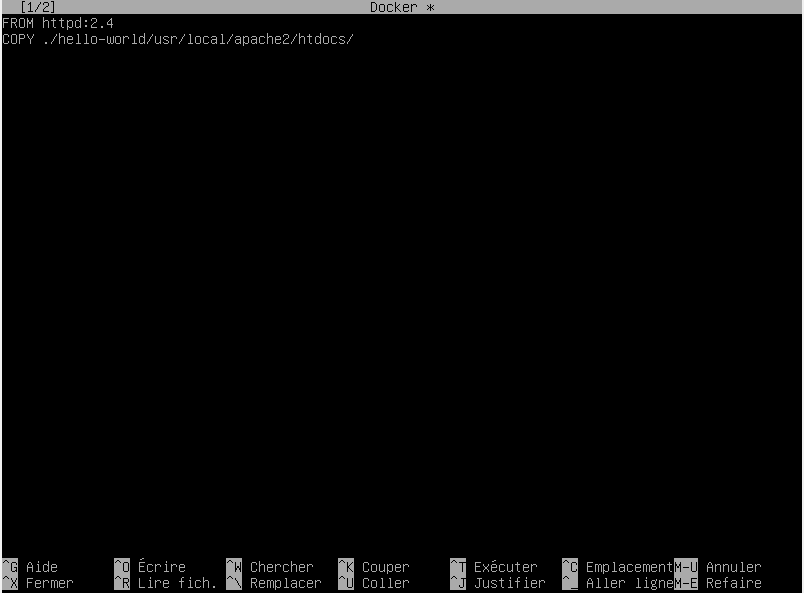 [1/2] Docker *
FROM httpd:2.4
COPY ./hello-world/usr/local/apache2/htdocs/
^G Aide ^O Écrire ^W Chercher ^K Couper ^T Exécuter ^C Emplacement M-U Annuler
^X Fermer ^R Lire fich. ^\ Remplacer ^U Coller ^J Justifier ^_ Aller ligne M-E Refaire